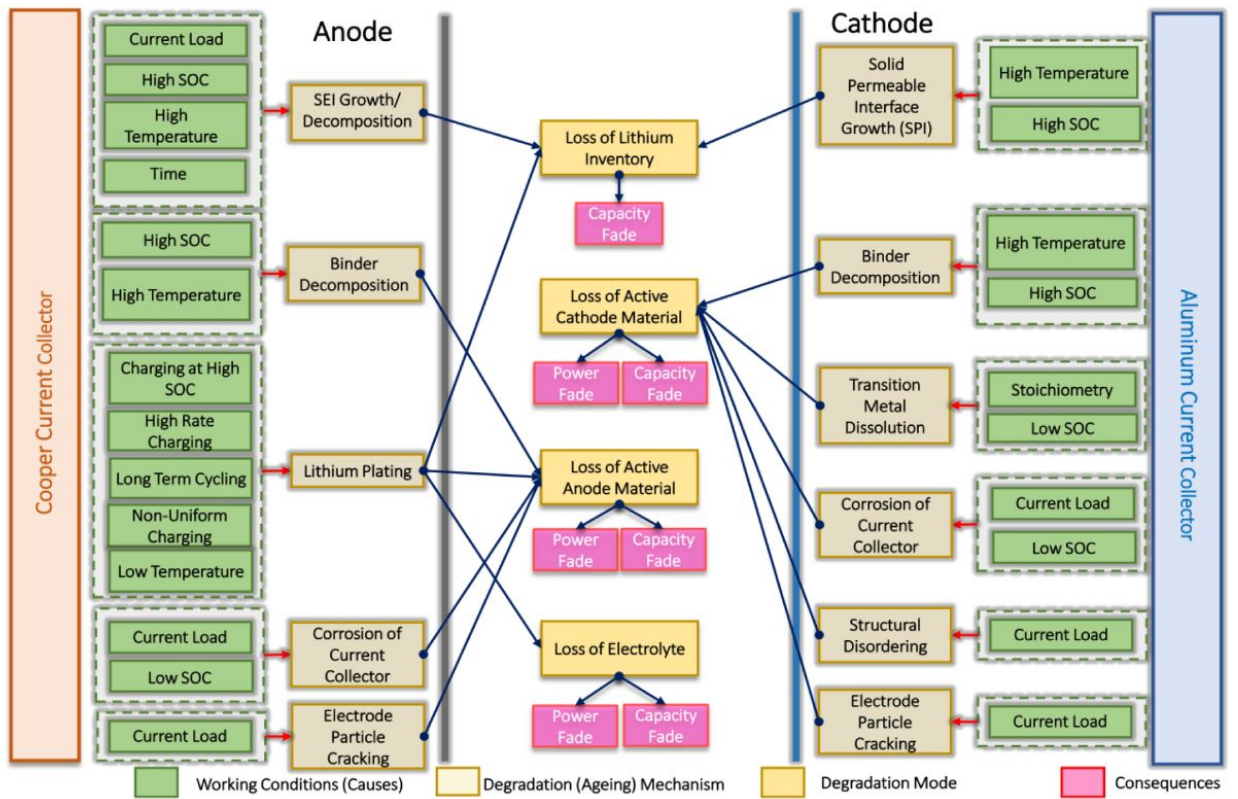 Cooper Current Collector
Anode
Current Load
High SOC
High
Temperature
Time
SEI Growth/
Decomposition
High SOC
High Temperature
Binder
Decomposition
Charging at High
SOC
High Rate
Charging
Long Term Cycling
Non-Uniform
Charging
Low Temperature
Lithium Plating
Current Load
Low SOC
Corrosion of
Current
Collector
Current Load
Electrode
Particle
Cracking
Loss of Lithium
Inventory
Capacity
Fade
Loss of Active
Cathode Material
Power
Fade
Capacity
Fade
Loss of Active
Anode Material
Power
Fade
Capacity
Fade
Loss of Electrolyte
Power
Fade
Capacity
Fade
Cathode
Solid
Permeable
Interface
Growth (SPI)
High Temperature
High SOC
Binder
Decomposition
High Temperature
High SOC
Transition
Metal
Dissolution
Stoichiometry
Low SOC
Corrosion of
Current
Collector
Current Load
Low SOC
Structural
Disordering
Current Load
Electrode
Particle
Cracking
Current Load
Aluminum Current Collector
Working Conditions (Causes)
Degradation (Ageing) Mechanism
Degradation Mode
Consequences